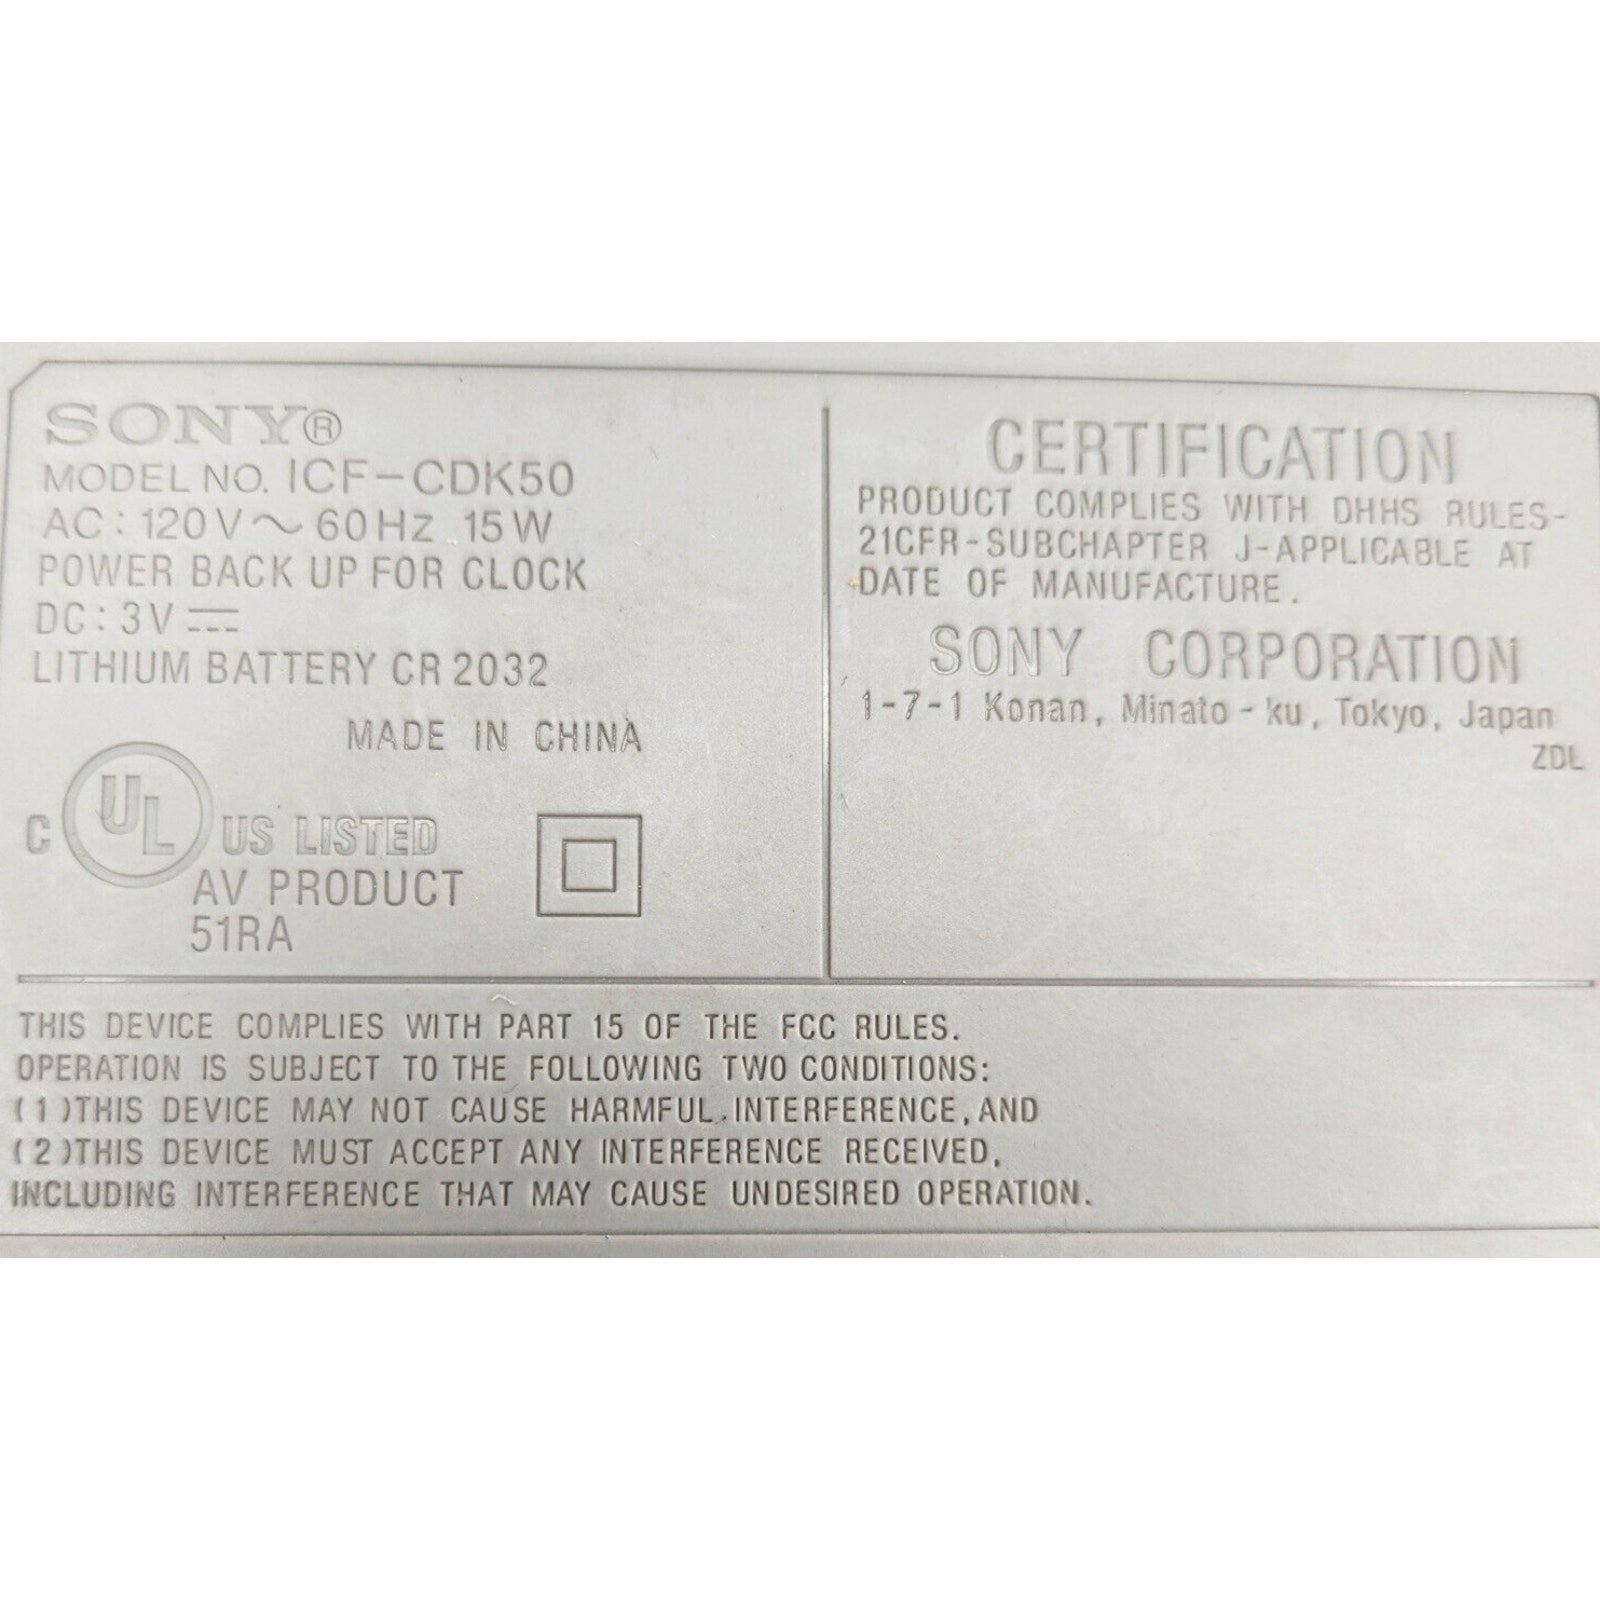 SONY®
MODEL NO. ICF-CDK50
AC: 120V~60Hz 15W
POWER BACK UP FOR CLOCK
DC: 3V ⎓
LITHIUM BATTERY CR2032
MADE IN CHINA
C UL US LISTED
AV PRODUCT
51RA
CERTIFICATION
PRODUCT COMPLIES WITH DHHS RULES-
21CFR-SUBCHAPTER J-APPLICABLE AT
DATE OF MANUFACTURE.
SONY CORPORATION
1-7-1 Konan, Minato-ku, Tokyo, Japan
ZDL
THIS DEVICE COMPLIES WITH PART 15 OF THE FCC RULES.
OPERATION IS SUBJECT TO THE FOLLOWING TWO CONDITIONS:
(1)THIS DEVICE MAY NOT CAUSE HARMFUL INTERFERENCE, AND
(2)THIS DEVICE MUST ACCEPT ANY INTERFERENCE RECEIVED,
INCLUDING INTERFERENCE THAT MAY CAUSE UNDESIRED OPERATION.